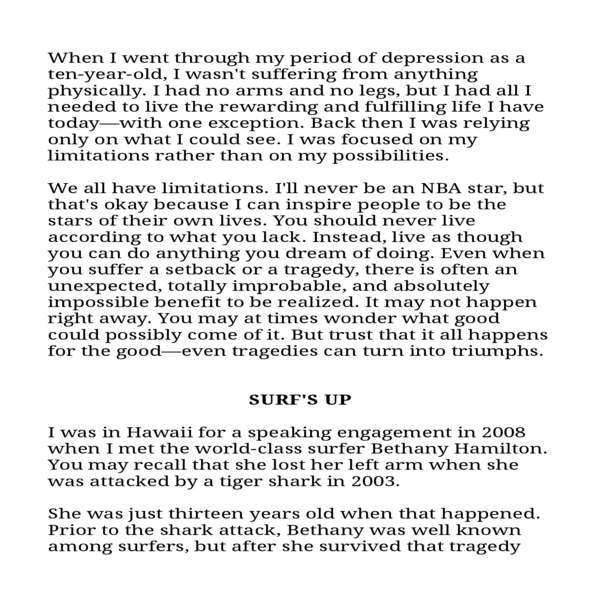 When I went through my period of depression as a
ten-year-old, I wasn't suffering from anything
physically. I had no arms and no legs, but I had all I
needed to live the rewarding and fulfilling life I have
today—with one exception. Back then I was relying
only on what I could see. I was focused on my
limitations rather than on my possibilities.
We all have limitations. I'll never be an NBA star, but
that's okay because I can inspire people to be the
stars of their own lives. You should never live
according to what you lack. Instead, live as though
you can do anything you dream of doing. Even when
you suffer a setback or a tragedy, there is often an
unexpected, totally improbable, and absolutely
impossible benefit to be realized. It may not happen
right away. You may at times wonder what good
could possibly come of it. But trust that it all happens
for the good—even tragedies can turn into triumphs.
SURF'S UP
I was in Hawaii for a speaking engagement in 2008
when I met the world-class surfer Bethany Hamilton.
You may recall that she lost her left arm when she
was attacked by a tiger shark in 2003.
She was just thirteen years old when that happened.
Prior to the shark attack, Bethany was well known
among surfers, but after she survived that tragedy